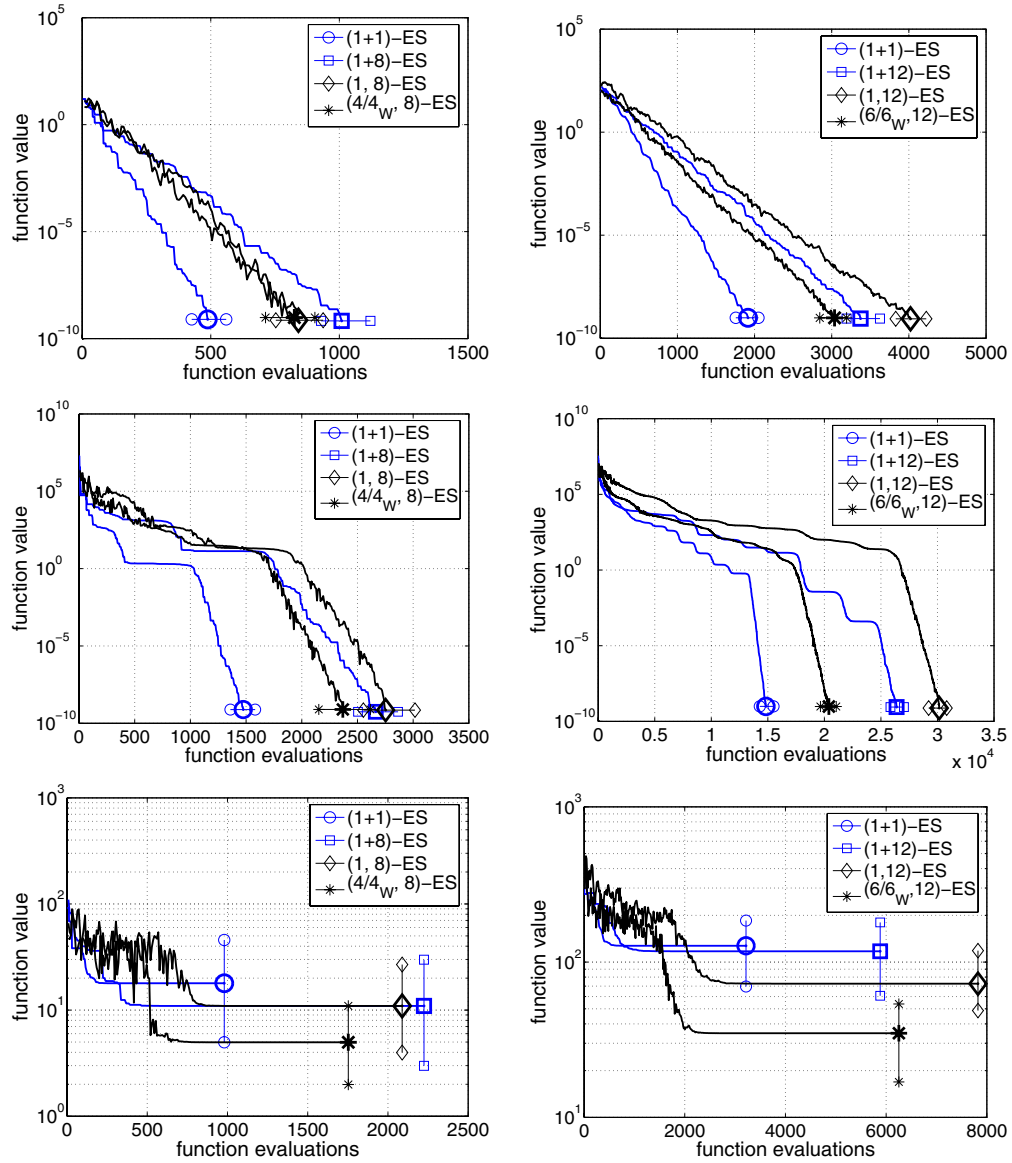 10^5
10^0
10^-5
10^-10
function value
0 500 1000 1500
function evaluations
(1+1)-ES
(1+8)-ES
(1, 8)-ES
(4/4_W, 8)-ES
10^5
10^0
10^-5
10^-10
function value
0 1000 2000 3000 4000 5000
function evaluations
(1+1)-ES
(1+12)-ES
(1,12)-ES
(6/6_W,12)-ES
10^10
10^5
10^0
10^-5
10^-10
function value
0 500 1000 1500 2000 2500 3000 3500
function evaluations
(1+1)-ES
(1+8)-ES
(1, 8)-ES
(4/4_W, 8)-ES
10^10
10^5
10^0
10^-5
10^-10
function value
0 0.5 1 1.5 2 2.5 3 3.5
function evaluations
x 10^4
(1+1)-ES
(1+12)-ES
(1,12)-ES
(6/6_W,12)-ES
10^3
10^2
10^1
10^0
function value
0 500 1000 1500 2000 2500
function evaluations
(1+1)-ES
(1+8)-ES
(1, 8)-ES
(4/4_W, 8)-ES
10^3
10^2
10^1
function value
0 2000 4000 6000 8000
function evaluations
(1+1)-ES
(1+12)-ES
(1,12)-ES
(6/6_W,12)-ES